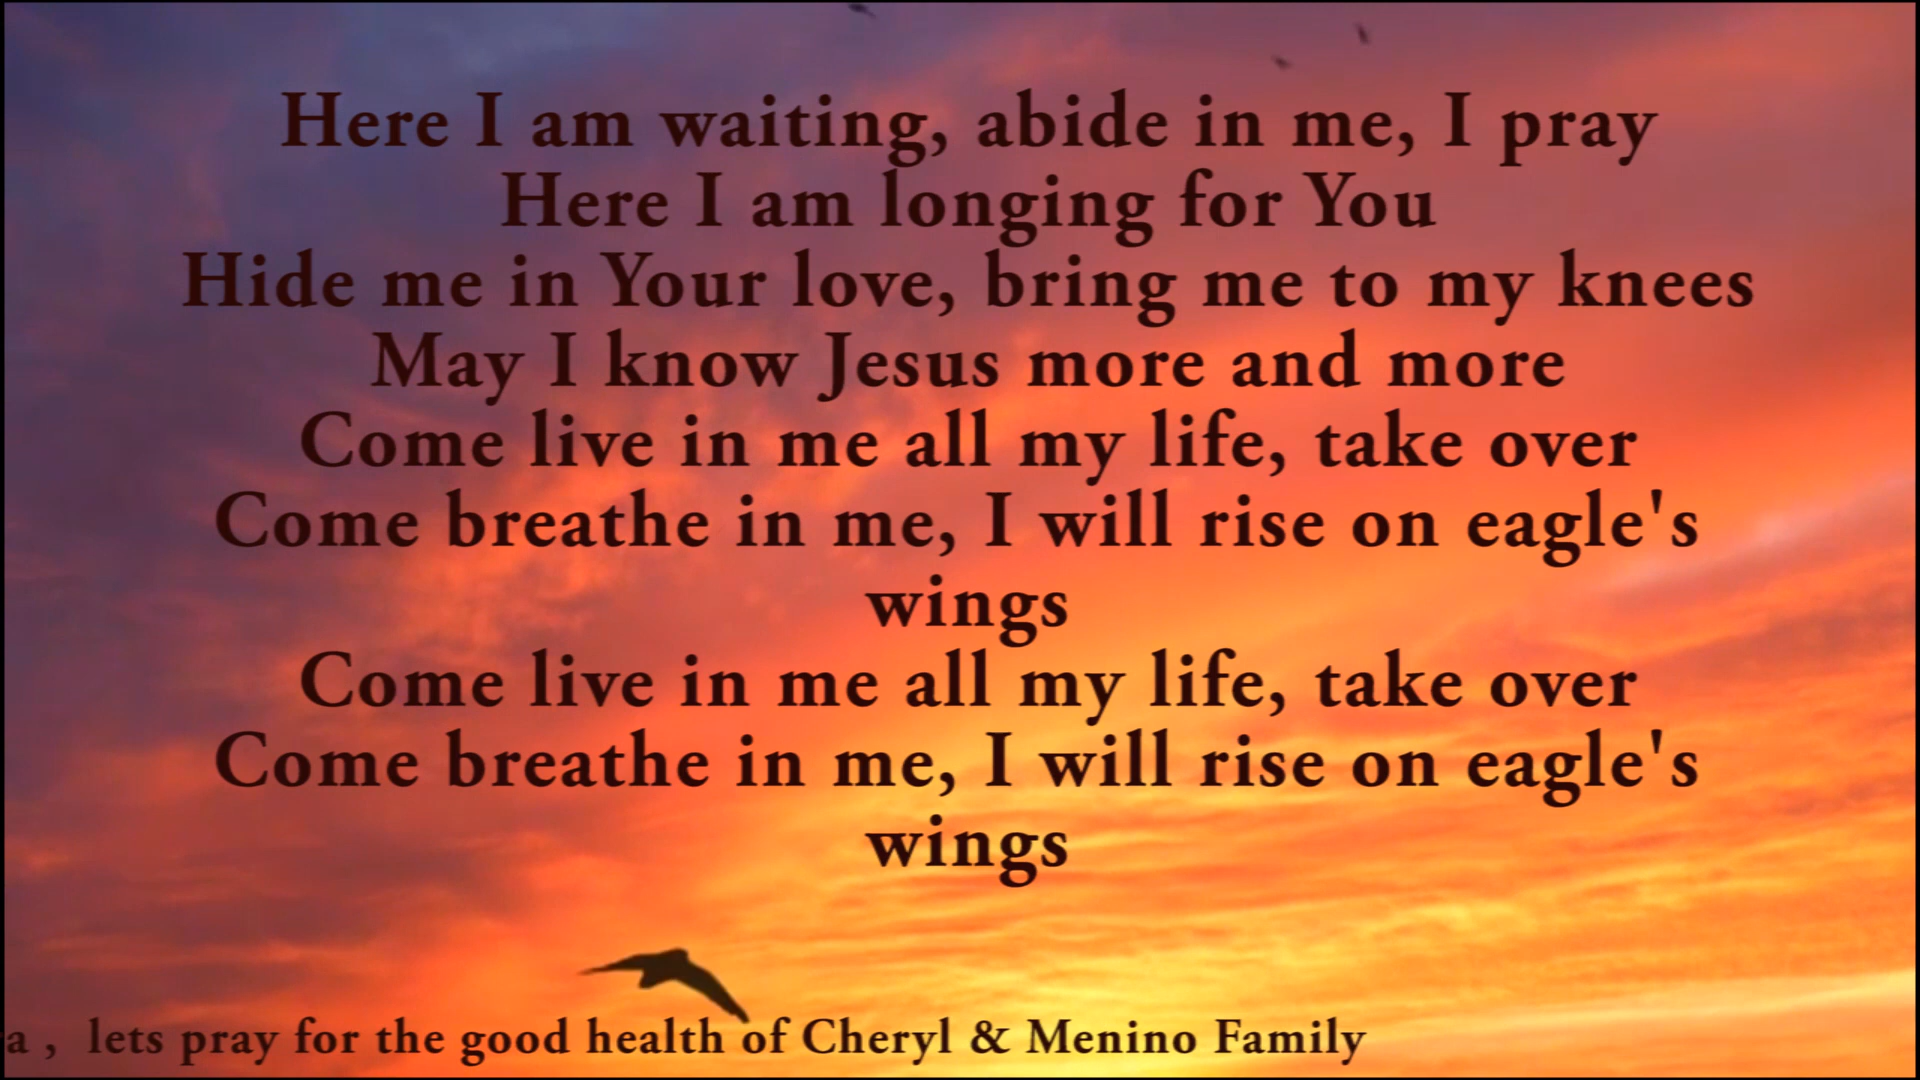 Here I am waiting, abide in me, I pray
Here I am longing for You
Hide me in Your love, bring me to my knees
May I know Jesus more and more
Come live in me all my life, take over
Come breathe in me, I will rise on eagle's
wings
Come live in me all my life, take over
Come breathe in me, I will rise on eagle's
wings
a , lets pray for the good health of Cheryl & Menino Family